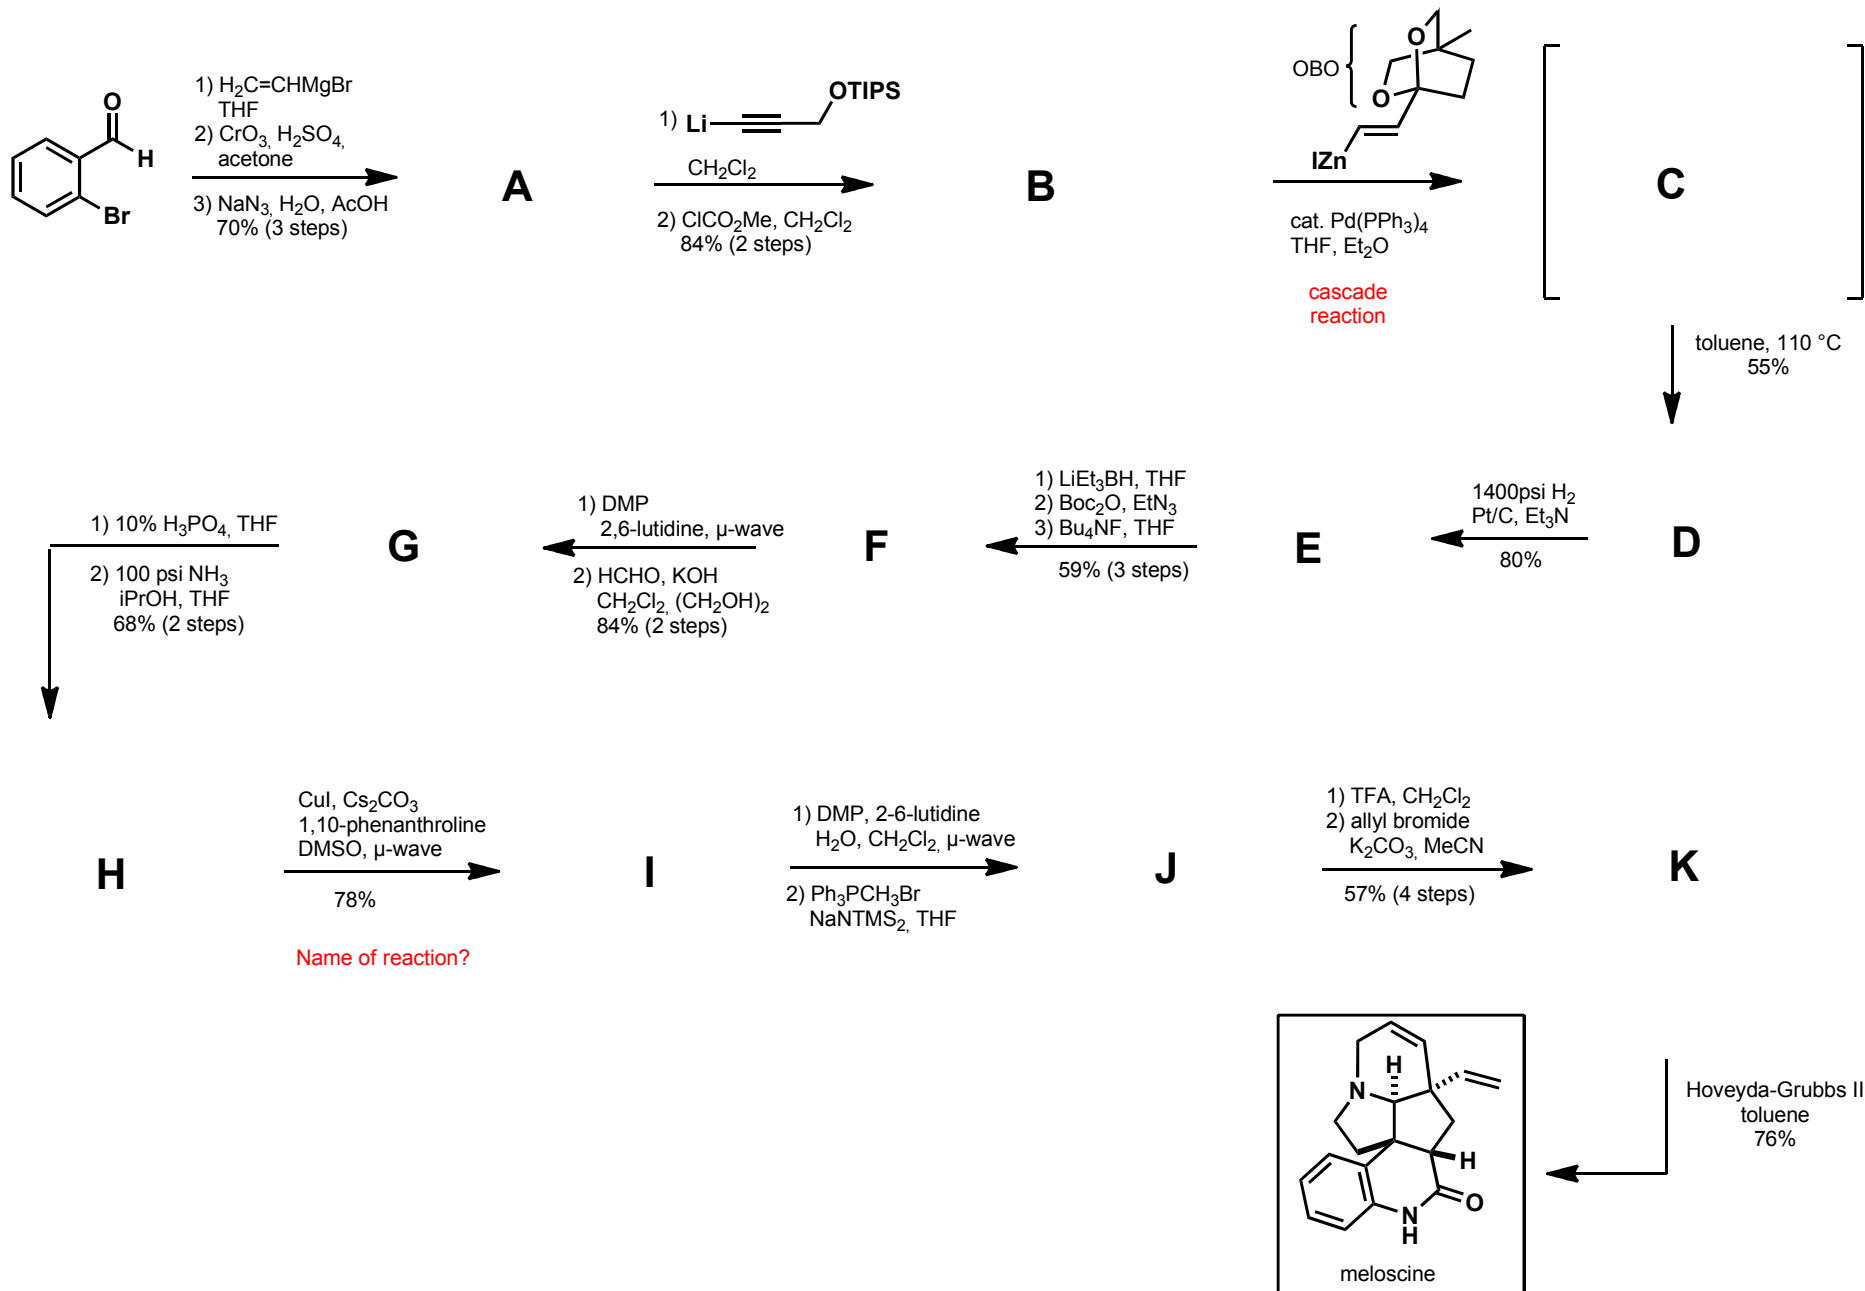 O
H
Br
1) H2C=CHMgBr
THF
2) CrO3, H2SO4,
acetone
3) NaN3, H2O, AcOH
70% (3 steps)
A
1) Li
OTIPS
CH2Cl2
2) ClCO2Me, CH2Cl2
84% (2 steps)
B
OBO
O
O
IZn
cat. Pd(PPh3)4
THF, Et2O
cascade
reaction
C
toluene, 110 °C
55%
D
1400psi H2
Pt/C, Et3N
80%
E
1) LiEt3BH, THF
2) Boc2O, EtN3
3) Bu4NF, THF
59% (3 steps)
F
1) DMP
2,6-lutidine, µ-wave
2) HCHO, KOH
CH2Cl2, (CH2OH)2
84% (2 steps)
G
1) 10% H3PO4, THF
2) 100 psi NH3
iPrOH, THF
68% (2 steps)
H
CuI, Cs2CO3
1,10-phenanthroline
DMSO, µ-wave
78%
Name of reaction?
I
1) DMP, 2-6-lutidine
H2O, CH2Cl2, µ-wave
2) Ph3PCH3Br
NaNTMS2, THF
J
1) TFA, CH2Cl2
2) allyl bromide
K2CO3, MeCN
57% (4 steps)
K
Hoveyda-Grubbs II
toluene
76%
H
N
H
O
N
H
meloscine